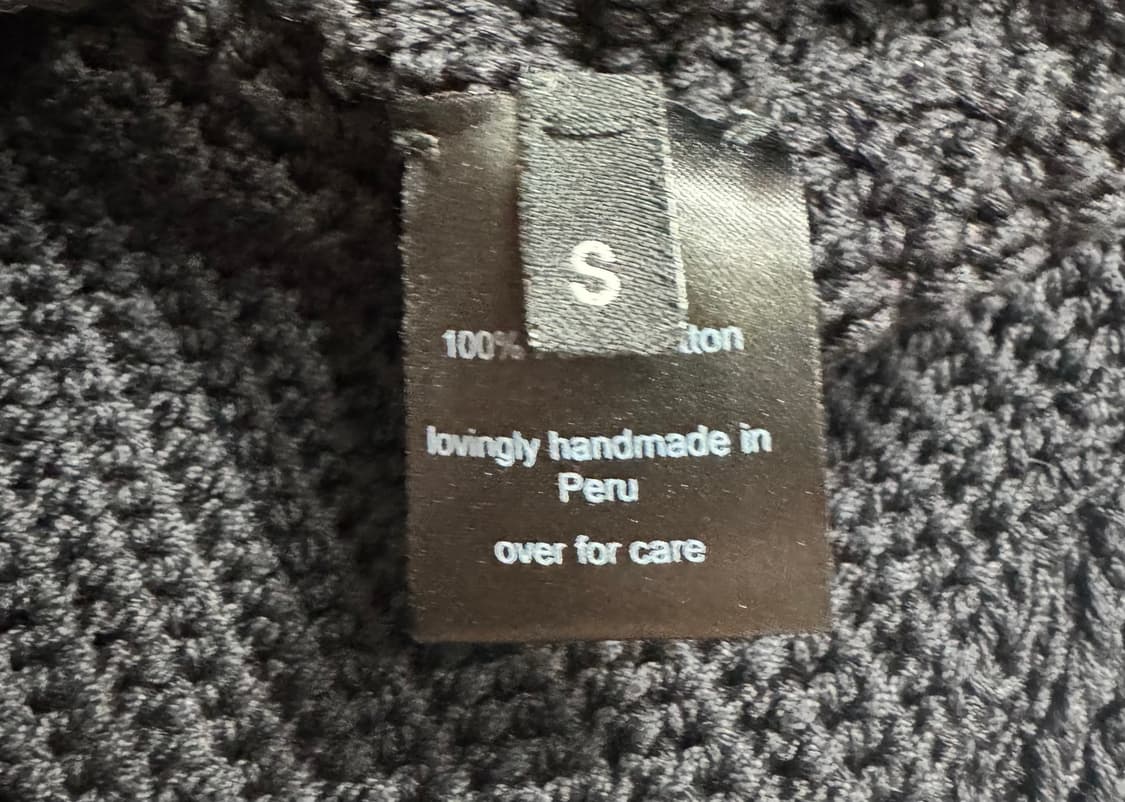 S
100%
lovingly handmade in
Peru
over for care